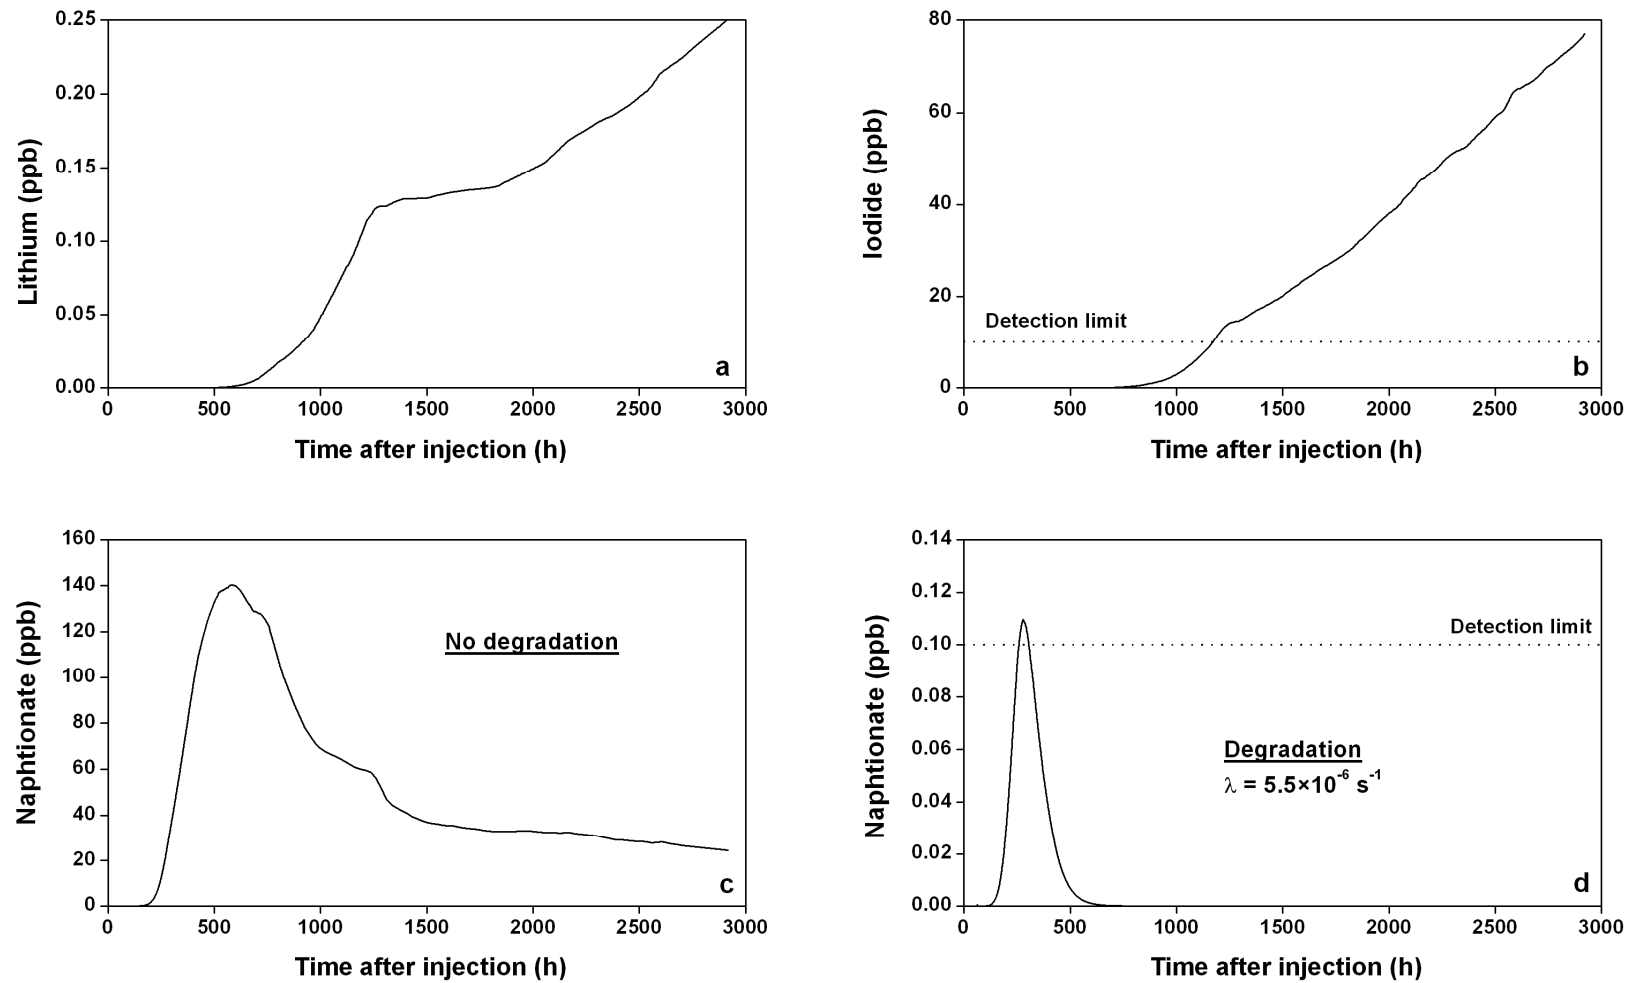 0.25
0.20
0.15
0.10
0.05
0.00
Lithium (ppb)
a
0 500 1000 1500 2000 2500 3000
Time after injection (h)
80
60
40
20
0
Iodide (ppb)
Detection limit
b
0 500 1000 1500 2000 2500 3000
Time after injection (h)
160
140
120
100
80
60
40
20
0
Naphtionate (ppb)
No degradation
c
0 500 1000 1500 2000 2500 3000
Time after injection (h)
0.14
0.12
0.10
0.08
0.06
0.04
0.02
0.00
Naphtionate (ppb)
Detection limit
Degradation
λ = 5.5×10⁻⁶ s⁻¹
d
0 500 1000 1500 2000 2500 3000
Time after injection (h)